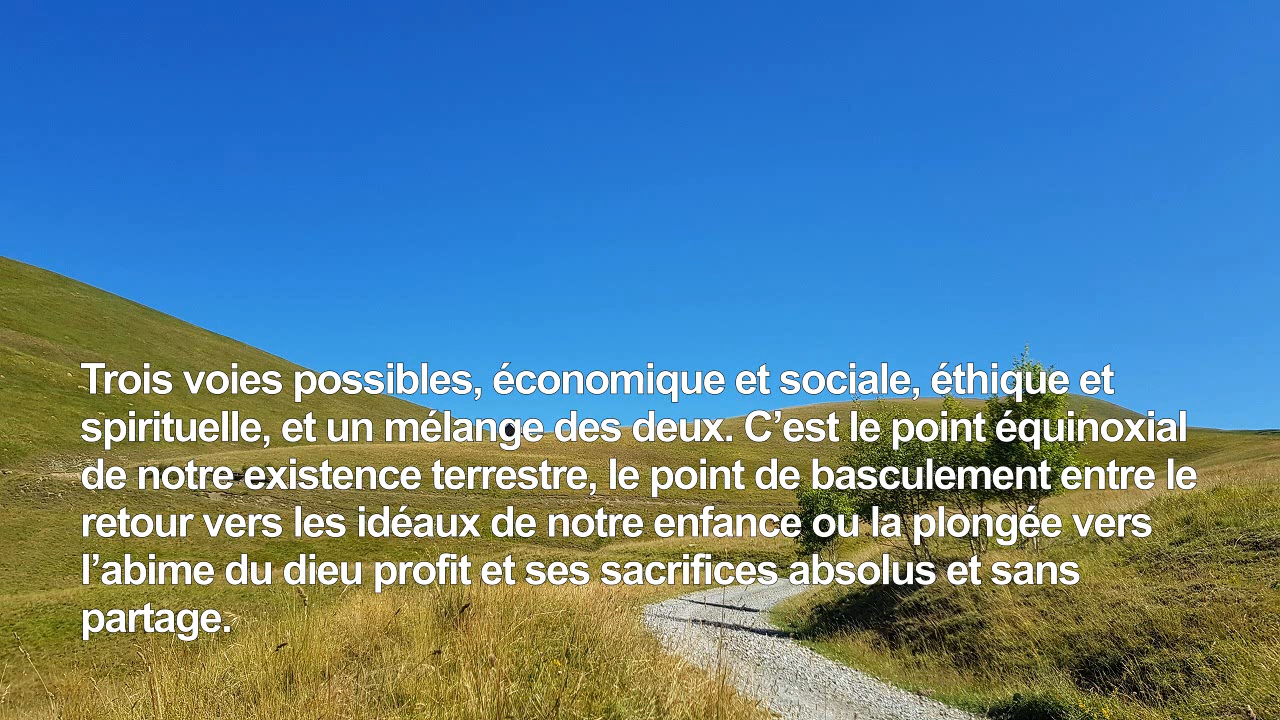 Trois voies possibles, économique et sociale, éthique et
spirituelle, et un mélange des deux. C’est le point équinoxial
de notre existence terrestre, le point de basculement entre le
retour vers les idéaux de notre enfance ou la plongée vers
l’abime du dieu profit et ses sacrifices absolus et sans
partage.